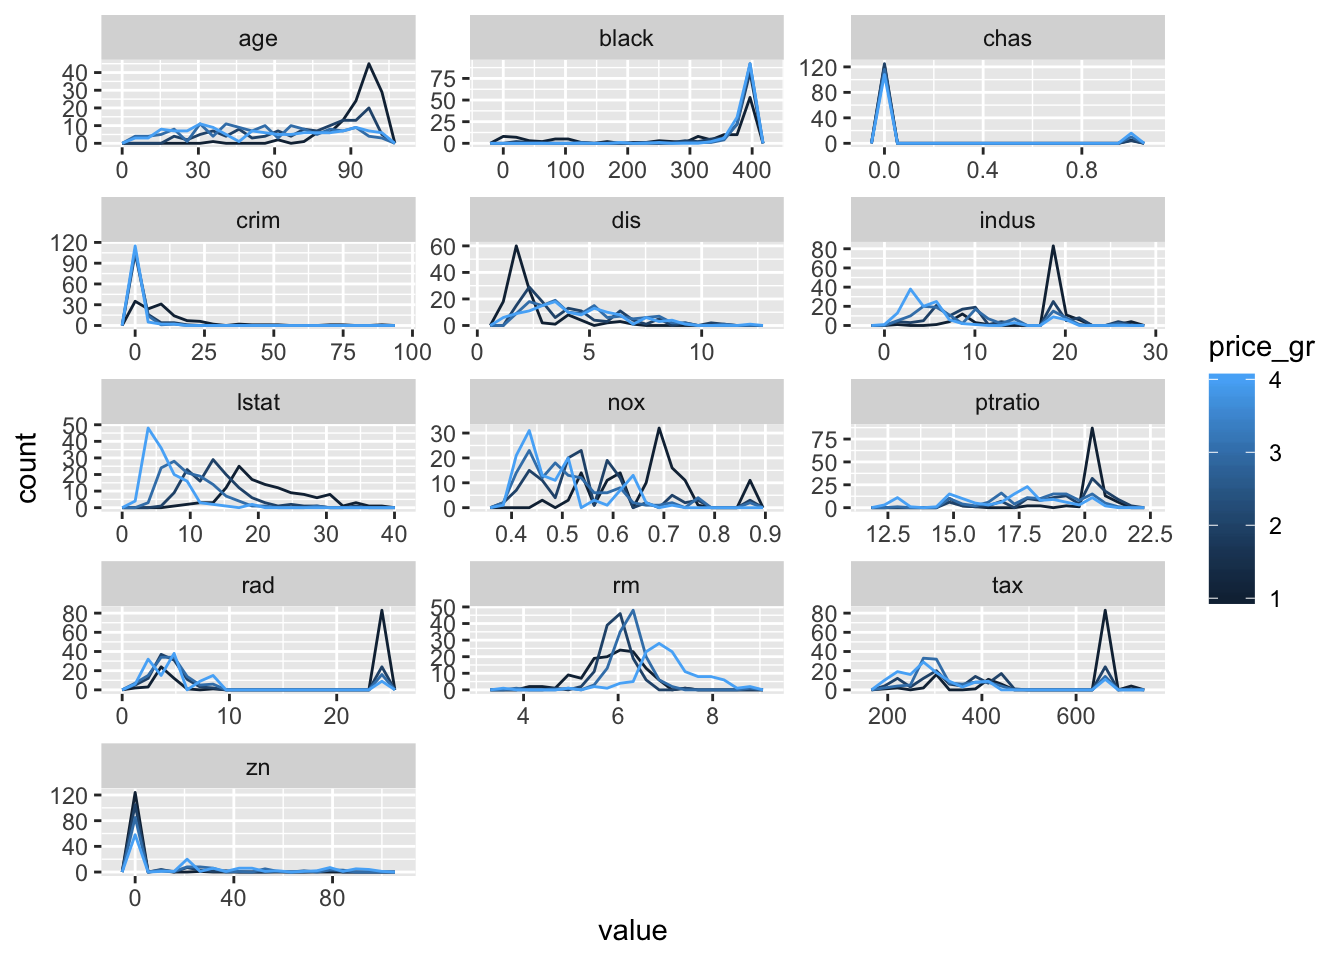 age
40
30
20
10
0
0 30 60 90
black
75
50
25
0
0 100 200 300 400
chas
120
80
40
0
0.0 0.4 0.8
crim
120
90
60
30
0
0 25 50 75 100
dis
60
40
20
0
0 5 10
indus
80
60
40
20
0
0 10 20 30
lstat
50
40
30
20
10
0
0 10 20 30 40
nox
30
20
10
0
0.4 0.5 0.6 0.7 0.8 0.9
ptratio
75
50
25
0
12.5 15.0 17.5 20.0 22.5
rad
80
60
40
20
0
0 10 20
rm
50
40
30
20
10
0
4 6 8
tax
80
60
40
20
0
200 400 600
zn
120
80
40
0
0 40 80
count
value
price_gr
4
3
2
1